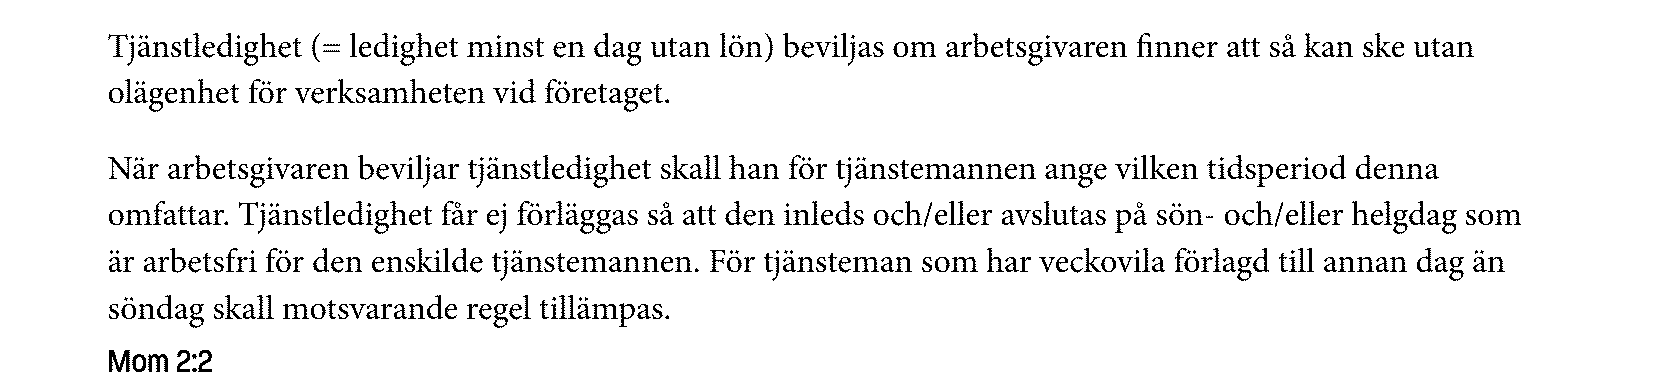 Tjänstledighet (= ledighet minst en dag utan lön) beviljas om arbetsgivaren finner att så kan ske utan
olägenhet för verksamheten vid företaget.
När arbetsgivaren beviljar tjänstledighet skall han för tjänstemannen ange vilken tidsperiod denna
omfattar. Tjänstledighet får ej förläggas så att den inleds och/eller avslutas på sön- och/eller helgdag som
är arbetsfri för den enskilde tjänstemannen. För tjänsteman som har veckovila förlagd till annan dag än
söndag skall motsvarande regel tillämpas.
Mom 2:2